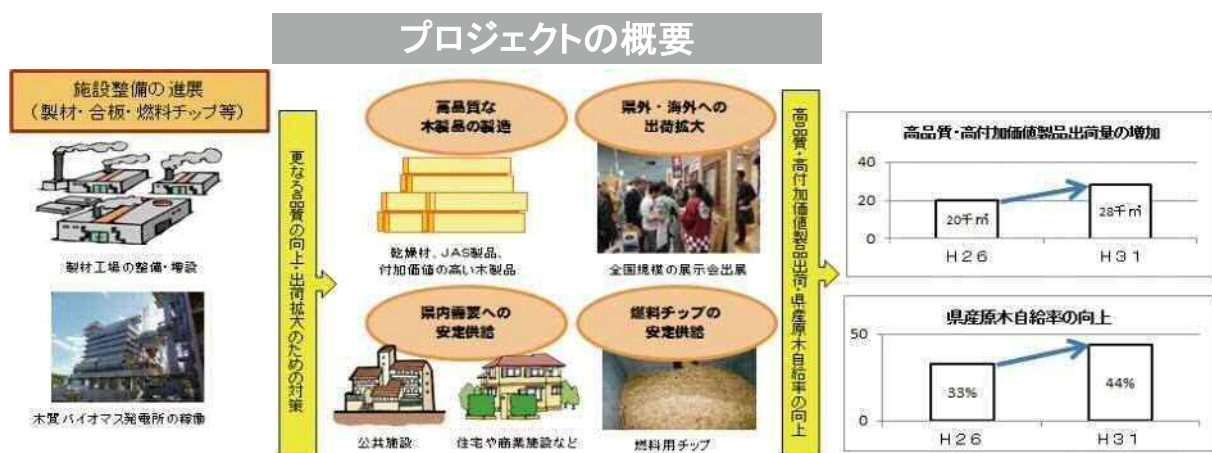 プロジェクトの概要
施設整備の進展
（製材・合板・燃料チップ等）
製材工場の整備・増設
木質バイオマス発電所の稼働
更なる品質の向上・出荷拡大のための対策
高品質な
木製品の製造
乾燥材、JAS製品、
付加価値の高い木製品
県外・海外への
出荷拡大
全国規模の展示会出展
県内需要への
安定供給
公共施設
住宅や商業施設など
燃料チップの
安定供給
燃料用チップ
高品質・高付加価値製品出荷・県産原木自給率の向上
高品質・高付加価値製品出荷量の増加
40
20
0
20千㎥
28千㎥
H26
H31
県産原木自給率の向上
50
0
33%
44%
H26
H31